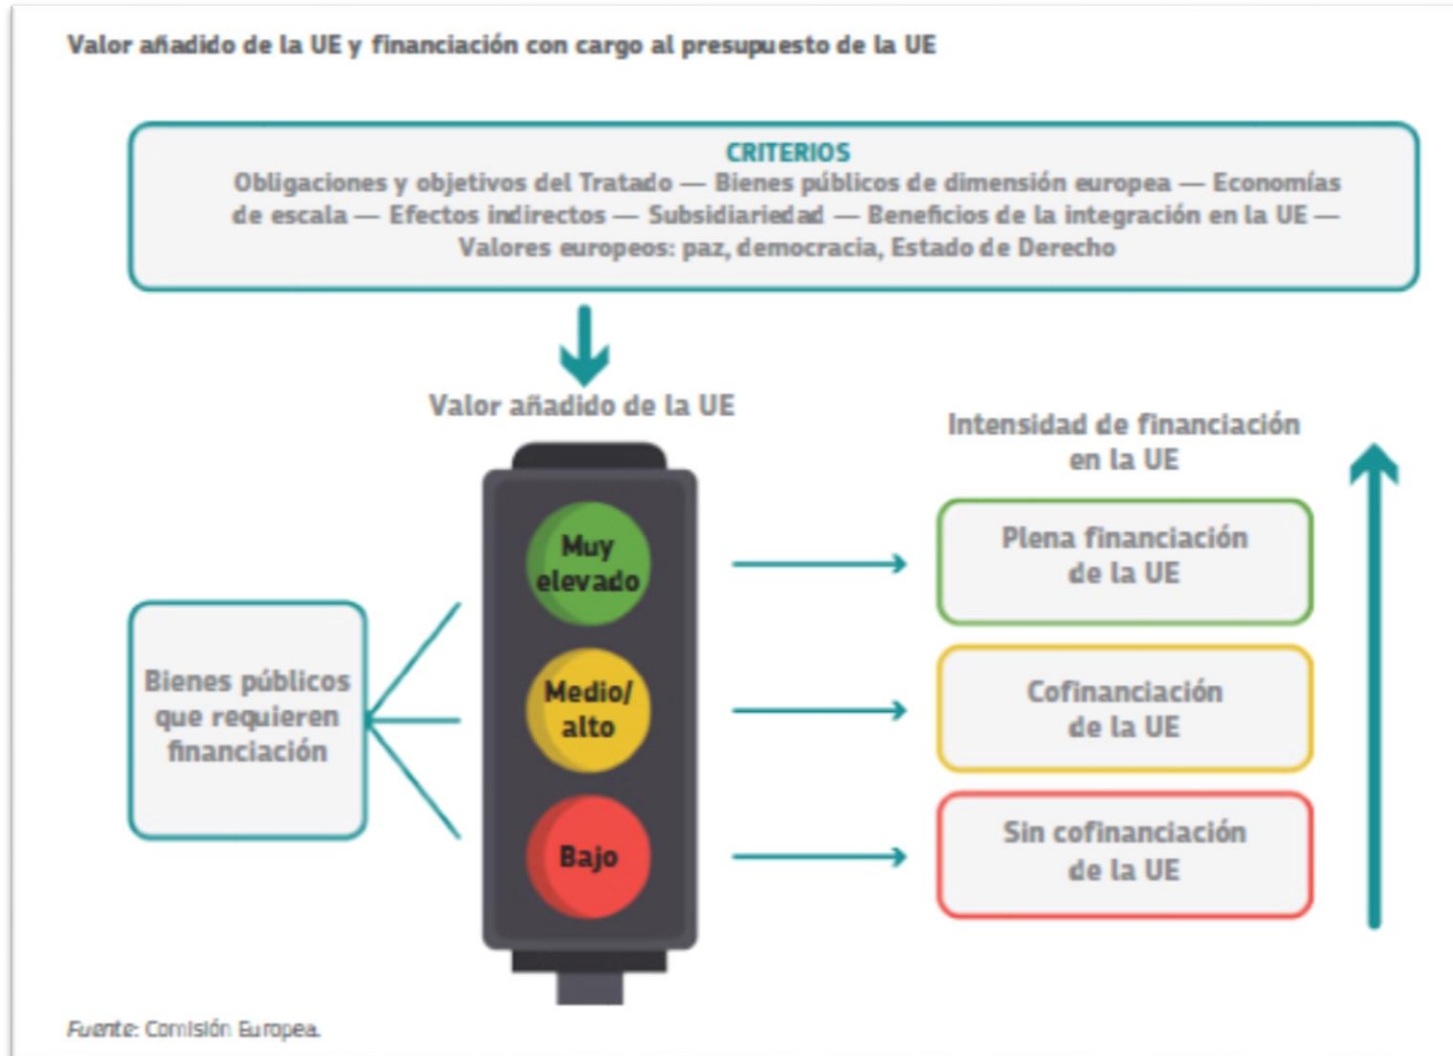 Valor añadido de la UE y financiación con cargo al presupuesto de la UE
CRITERIOS
Obligaciones y objetivos del Tratado — Bienes públicos de dimensión europea — Economías
de escala — Efectos indirectos — Subsidiariedad — Beneficios de la integración en la UE —
Valores europeos: paz, democracia, Estado de Derecho
Valor añadido de la UE
Intensidad de financiación
en la UE
Muy
elevado
Plena financiación
de la UE
Bienes públicos
que requieren
financiación
Medio/
alto
Cofinanciación
de la UE
Bajo
Sin cofinanciación
de la UE
Fuente: Comisión Europea.